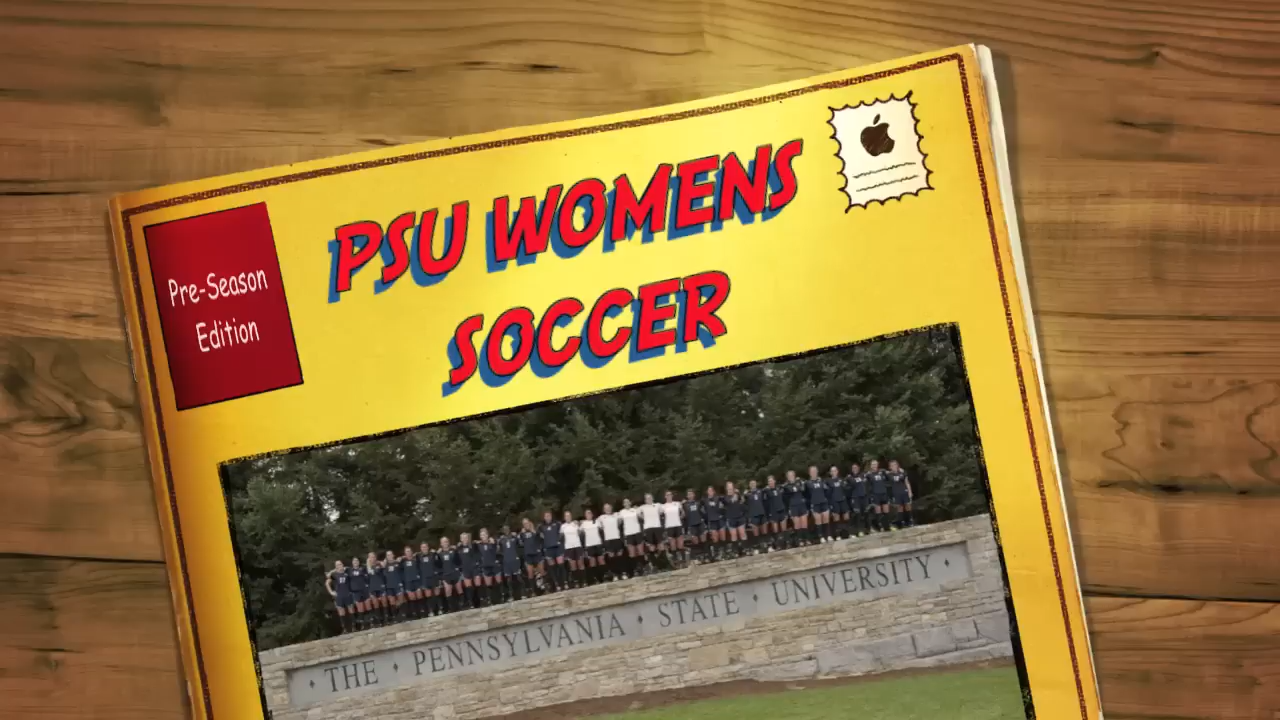 Pre-Season
Edition
PSU WOMENS
SOCCER
· THE · PENNSYLVANIA · STATE · UNIVERSITY ·